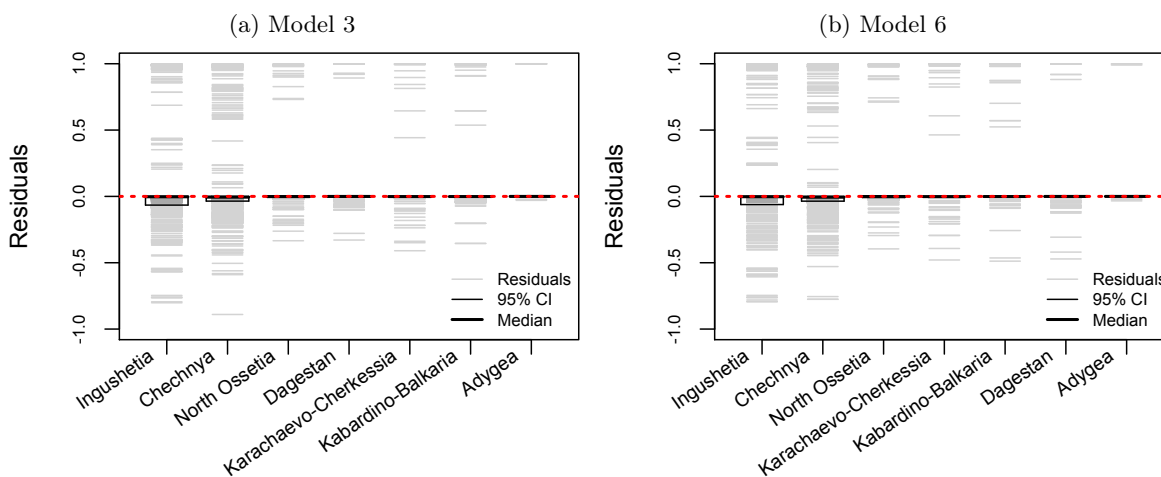 (a) Model 3
Residuals
1.0
0.5
0.0
-0.5
-1.0
Residuals
95% CI
Median
Ingushetia
Chechnya
North Ossetia
Dagestan
Karachaevo-Cherkessia
Kabardino-Balkaria
Adygea
(b) Model 6
Residuals
1.0
0.5
0.0
-0.5
-1.0
Residuals
95% CI
Median
Ingushetia
Chechnya
North Ossetia
Karachaevo-Cherkessia
Kabardino-Balkaria
Dagestan
Adygea